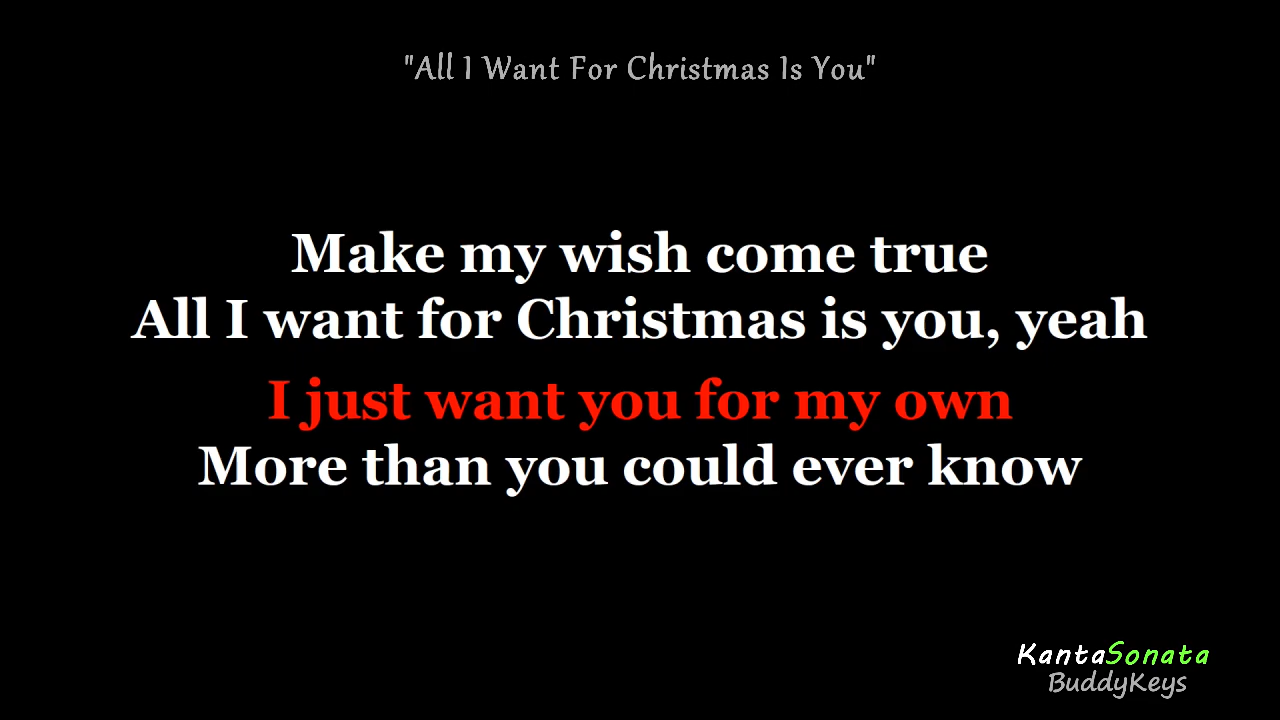 "All I Want For Christmas Is You"
Make my wish come true
All I want for Christmas is you, yeah
I just want you for my own
More than you could ever know
KantaSonata
BuddyKeys